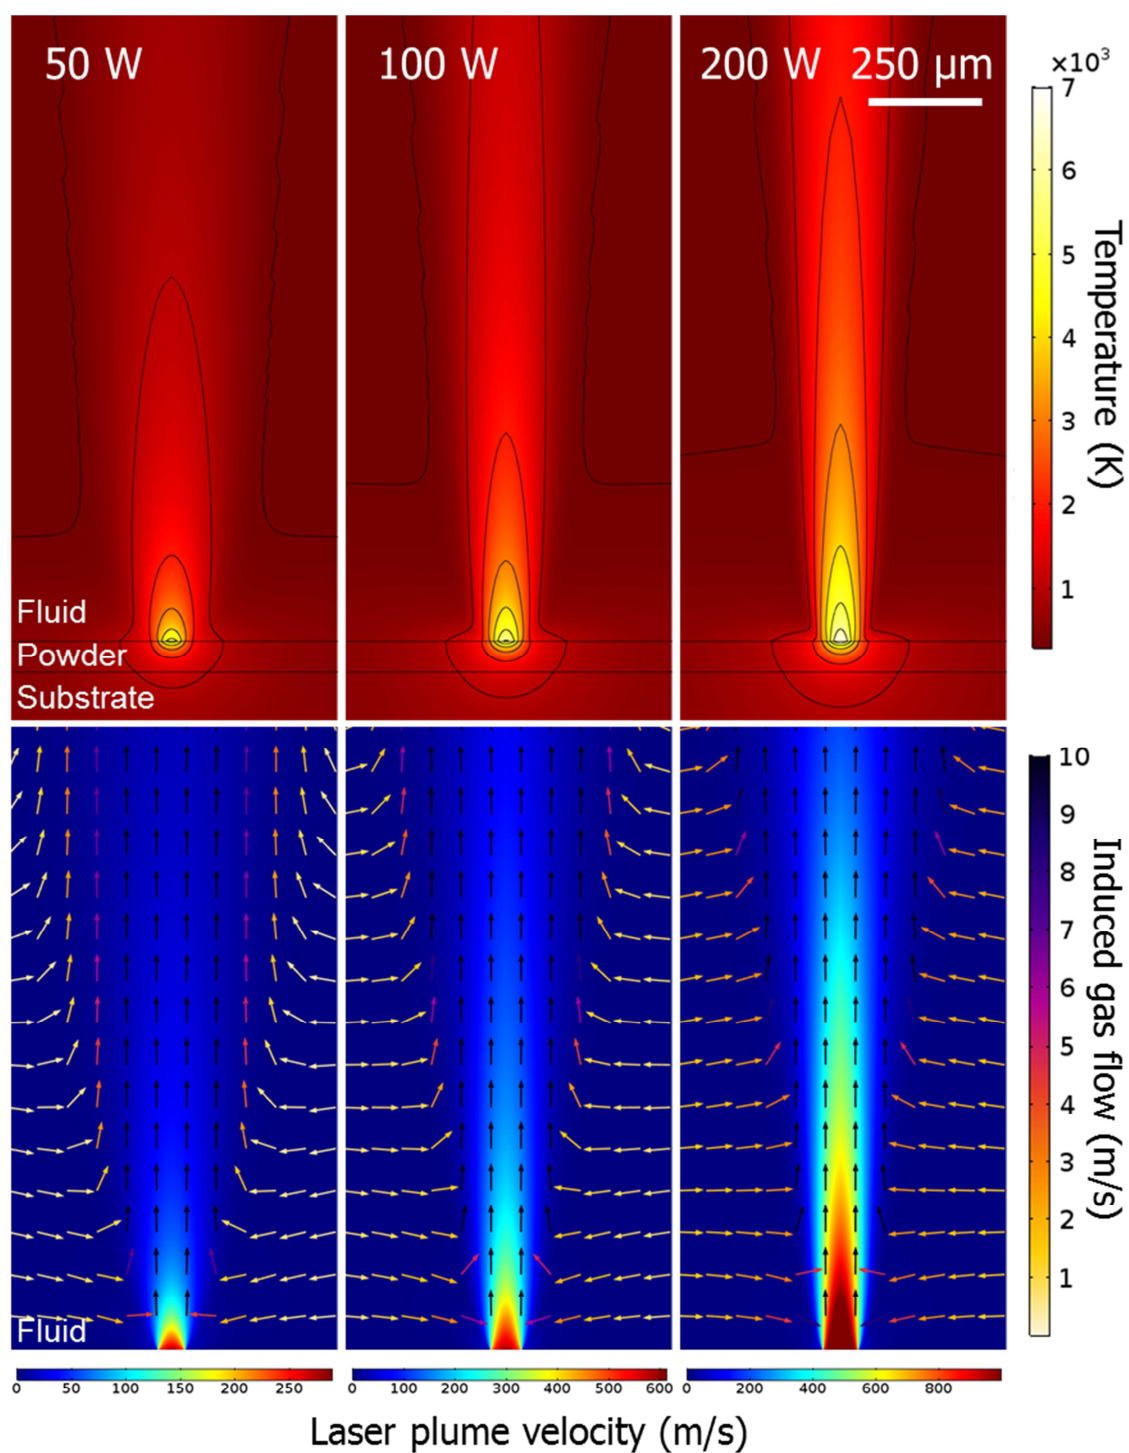 50 W
100 W
200 W 250 µm
×10³
7
6
5
4
3
2
1
Temperature (K)
Fluid
Powder
Substrate
10
9
8
7
6
5
4
3
2
1
Induced gas flow (m/s)
Fluid
0 50 100 150 200 250
0 100 200 300 400 500 600
0 200 400 600 800
Laser plume velocity (m/s)